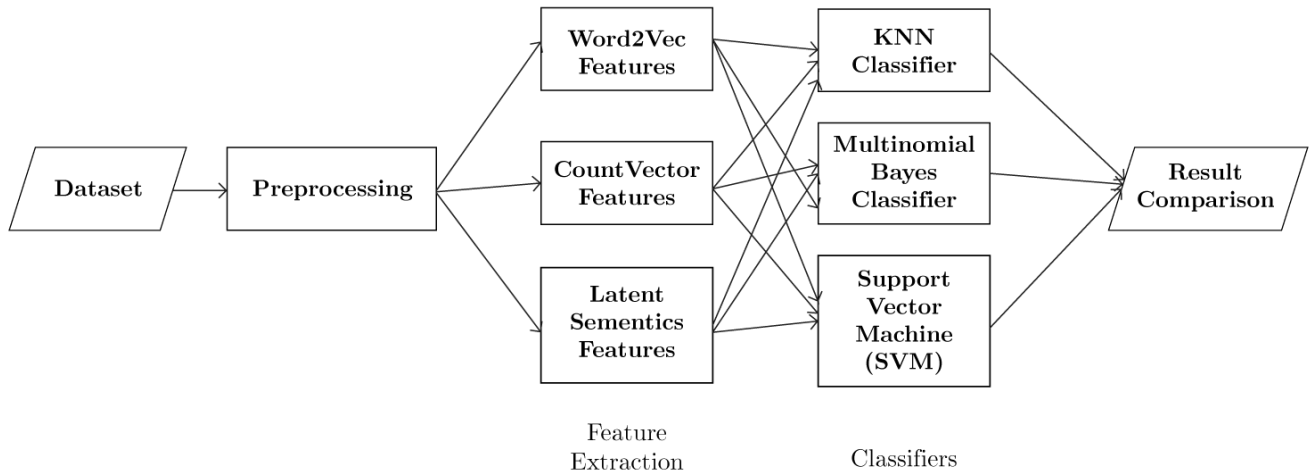 Dataset
Preprocessing
Word2Vec
Features
CountVector
Features
Latent
Sementics
Features
Feature
Extraction
KNN
Classifier
Multinomial
Bayes
Classifier
Support
Vector
Machine
(SVM)
Classifiers
Result
Comparison